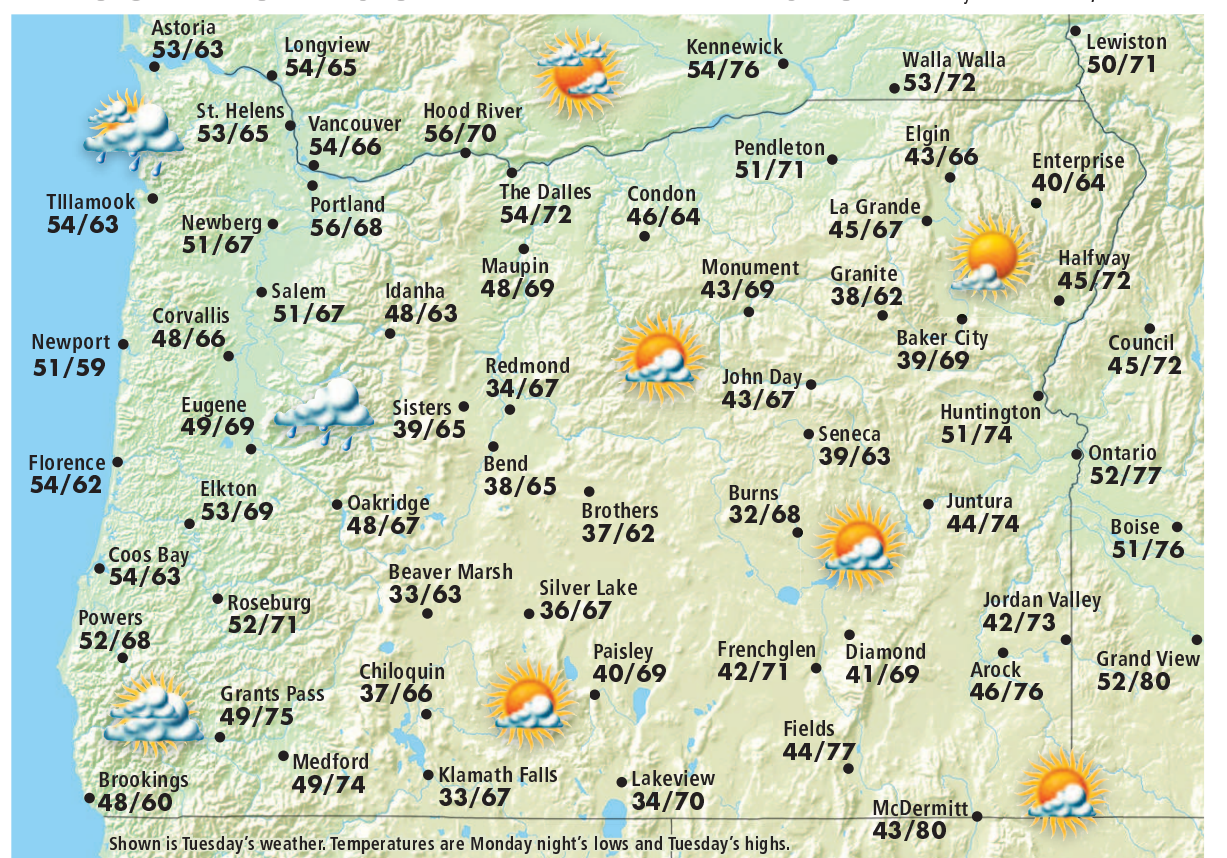 Astoria
53/63
Longview
54/65
Kennewick
54/76
Walla Walla
53/72
Lewiston
50/71
St. Helens
53/65
Vancouver
54/66
Hood River
56/70
Pendleton
51/71
Elgin
43/66
Enterprise
40/64
TIllamook
54/63
Newberg
51/67
Portland
56/68
The Dalles
54/72
Condon
46/64
La Grande
45/67
Maupin
48/69
Monument
43/69
Granite
38/62
Halfway
45/72
Salem
51/67
Idanha
48/63
Corvallis
48/66
Newport
51/59
Baker City
39/69
Council
45/72
Redmond
34/67
John Day
43/67
Eugene
49/69
Sisters
39/65
Huntington
51/74
Seneca
39/63
Florence
54/62
Bend
38/65
Ontario
52/77
Elkton
53/69
Oakridge
48/67
Brothers
37/62
Burns
32/68
Juntura
44/74
Boise
51/76
Coos Bay
54/63
Beaver Marsh
33/63
Silver Lake
36/67
Roseburg
52/71
Jordan Valley
42/73
Powers
52/68
Chiloquin
37/66
Paisley
40/69
Frenchglen
42/71
Diamond
41/69
Arock
46/76
Grand View
52/80
Grants Pass
49/75
Fields
44/77
Medford
49/74
Brookings
48/60
Klamath Falls
33/67
Lakeview
34/70
McDermitt
43/80
Shown is Tuesday's weather. Temperatures are Monday night's lows and Tuesday's highs.